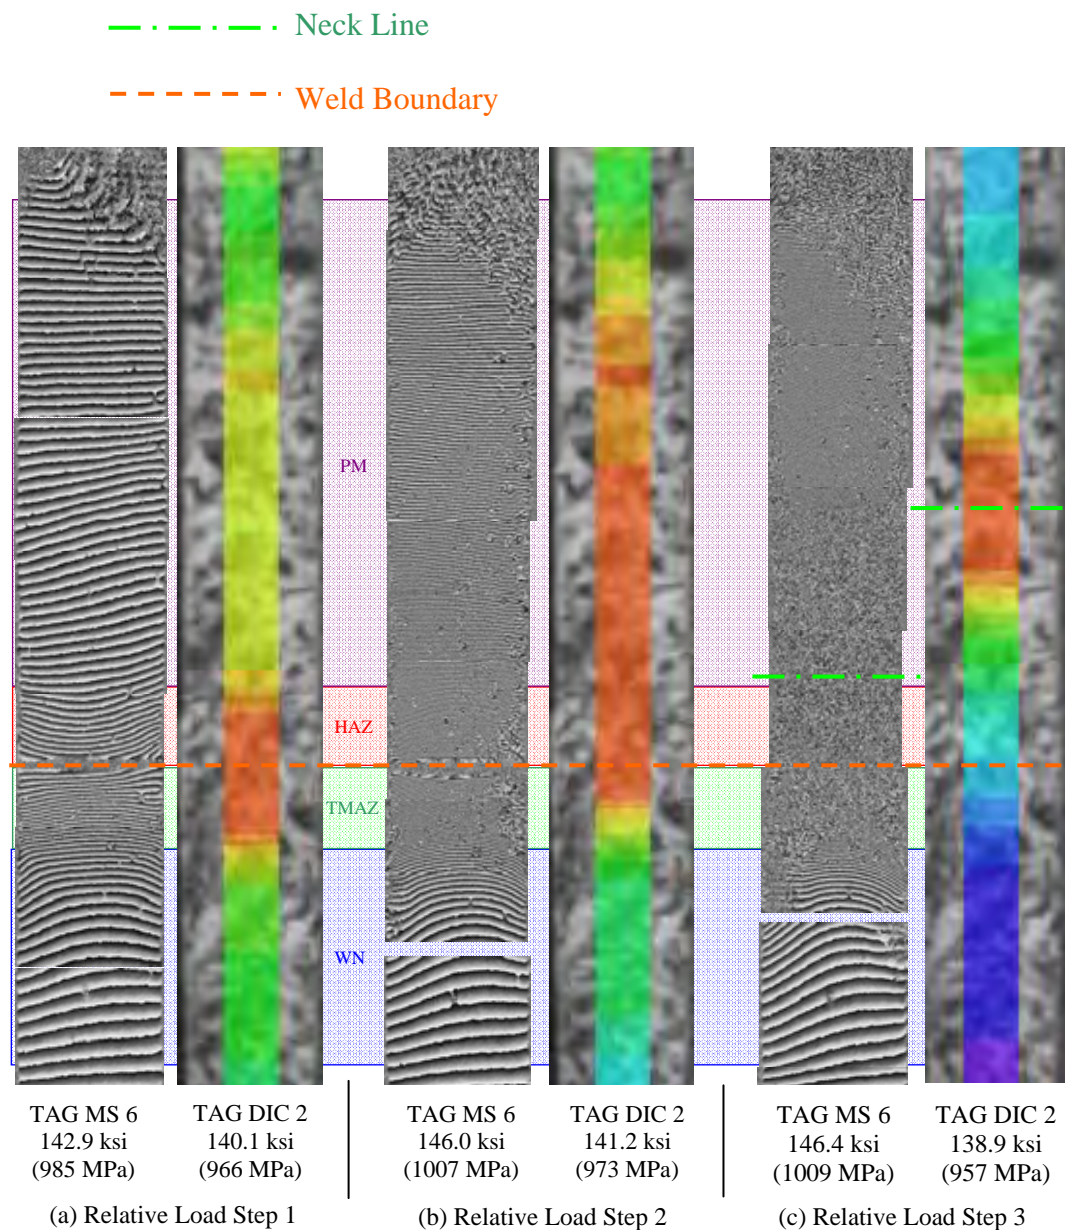 Neck Line
Weld Boundary
PM
HAZ
TMAZ
WN
TAG MS 6
142.9 ksi
(985 MPa)
TAG DIC 2
140.1 ksi
(966 MPa)
TAG MS 6
146.0 ksi
(1007 MPa)
TAG DIC 2
141.2 ksi
(973 MPa)
TAG MS 6
146.4 ksi
(1009 MPa)
TAG DIC 2
138.9 ksi
(957 MPa)
(a) Relative Load Step 1
(b) Relative Load Step 2
(c) Relative Load Step 3